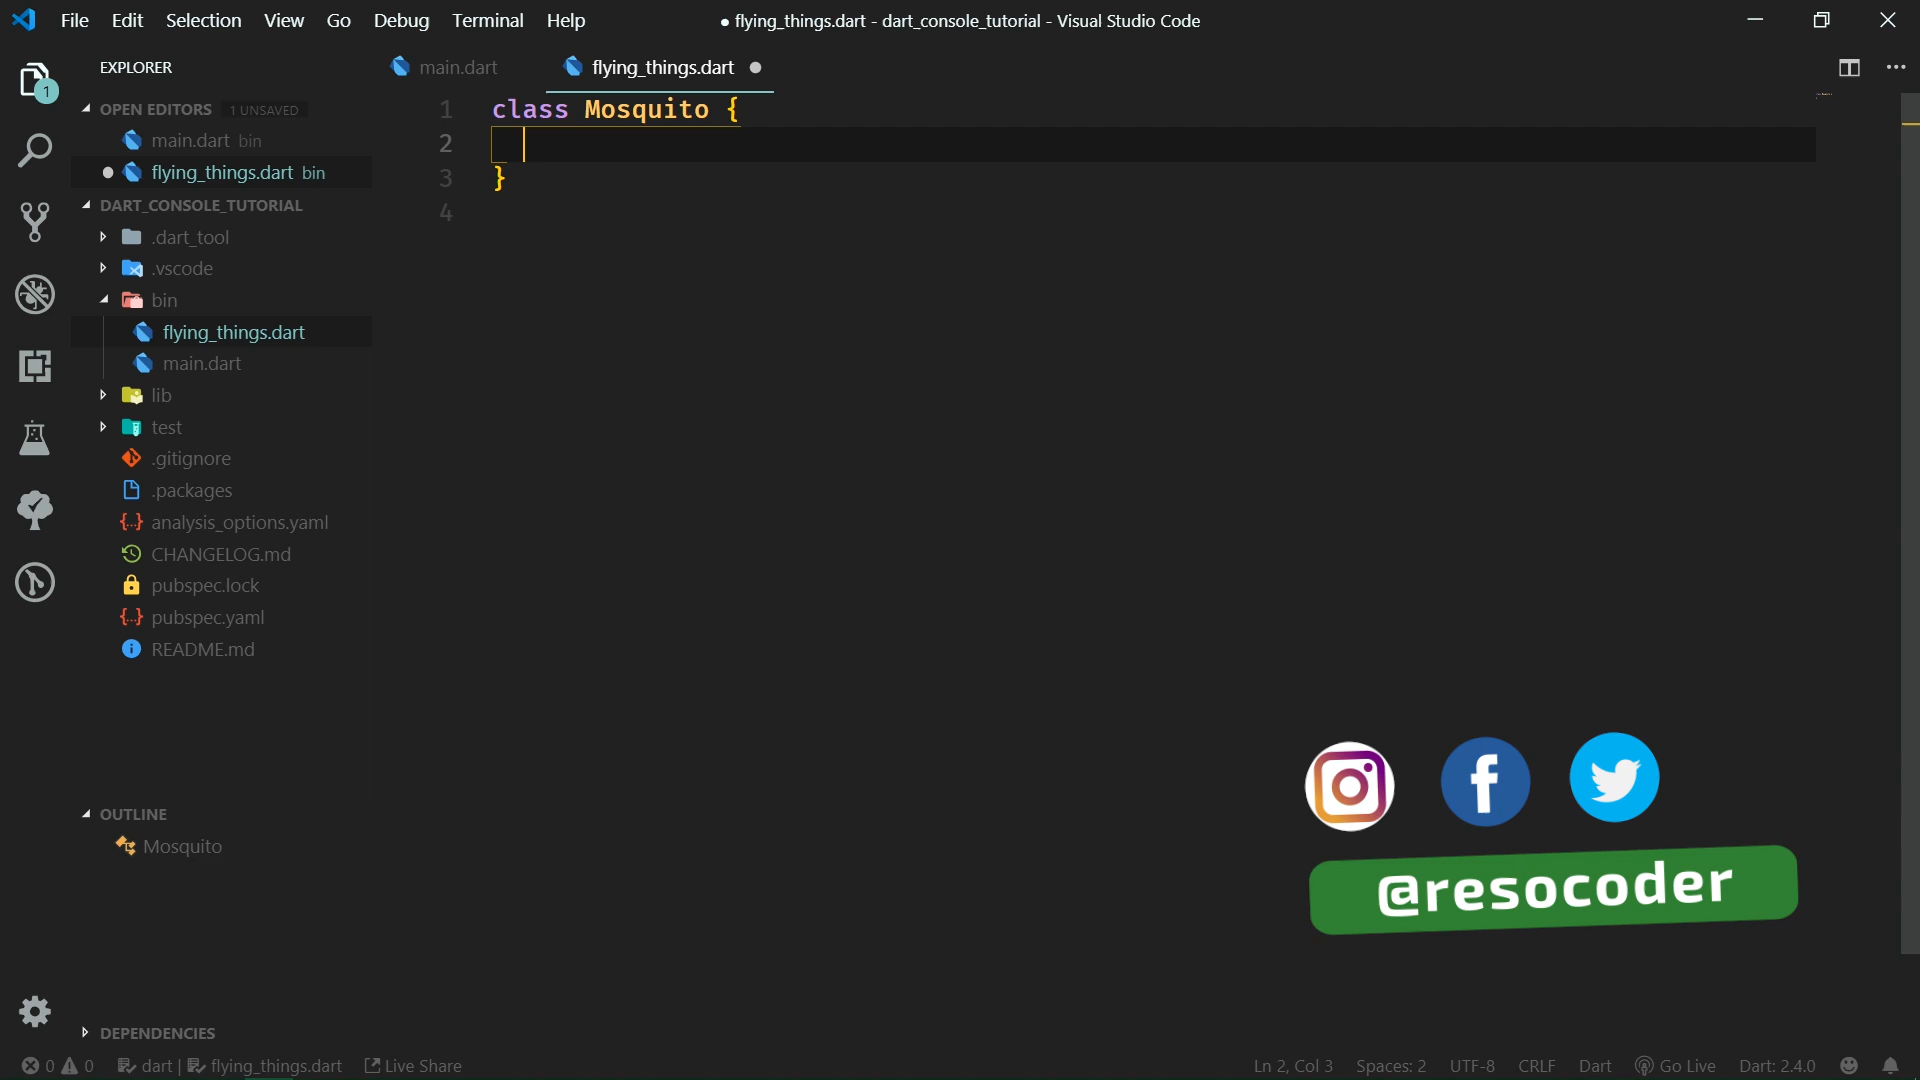 File Edit Selection View Go Debug Terminal Help
● flying_things.dart - dart_console_tutorial - Visual Studio Code
EXPLORER
1
OPEN EDITORS 1 UNSAVED
main.dart bin
flying_things.dart bin
DART_CONSOLE_TUTORIAL
.dart_tool
.vscode
bin
flying_things.dart
main.dart
lib
test
.gitignore
.packages
analysis_options.yaml
CHANGELOG.md
pubspec.lock
pubspec.yaml
README.md
OUTLINE
Mosquito
DEPENDENCIES
main.dart flying_things.dart
1 class Mosquito {
2
3 }
4
@resocoder
0 0 dart | flying_things.dart Live Share
Ln 2, Col 3 Spaces: 2 UTF-8 CRLF Dart Go Live Dart: 2.4.0